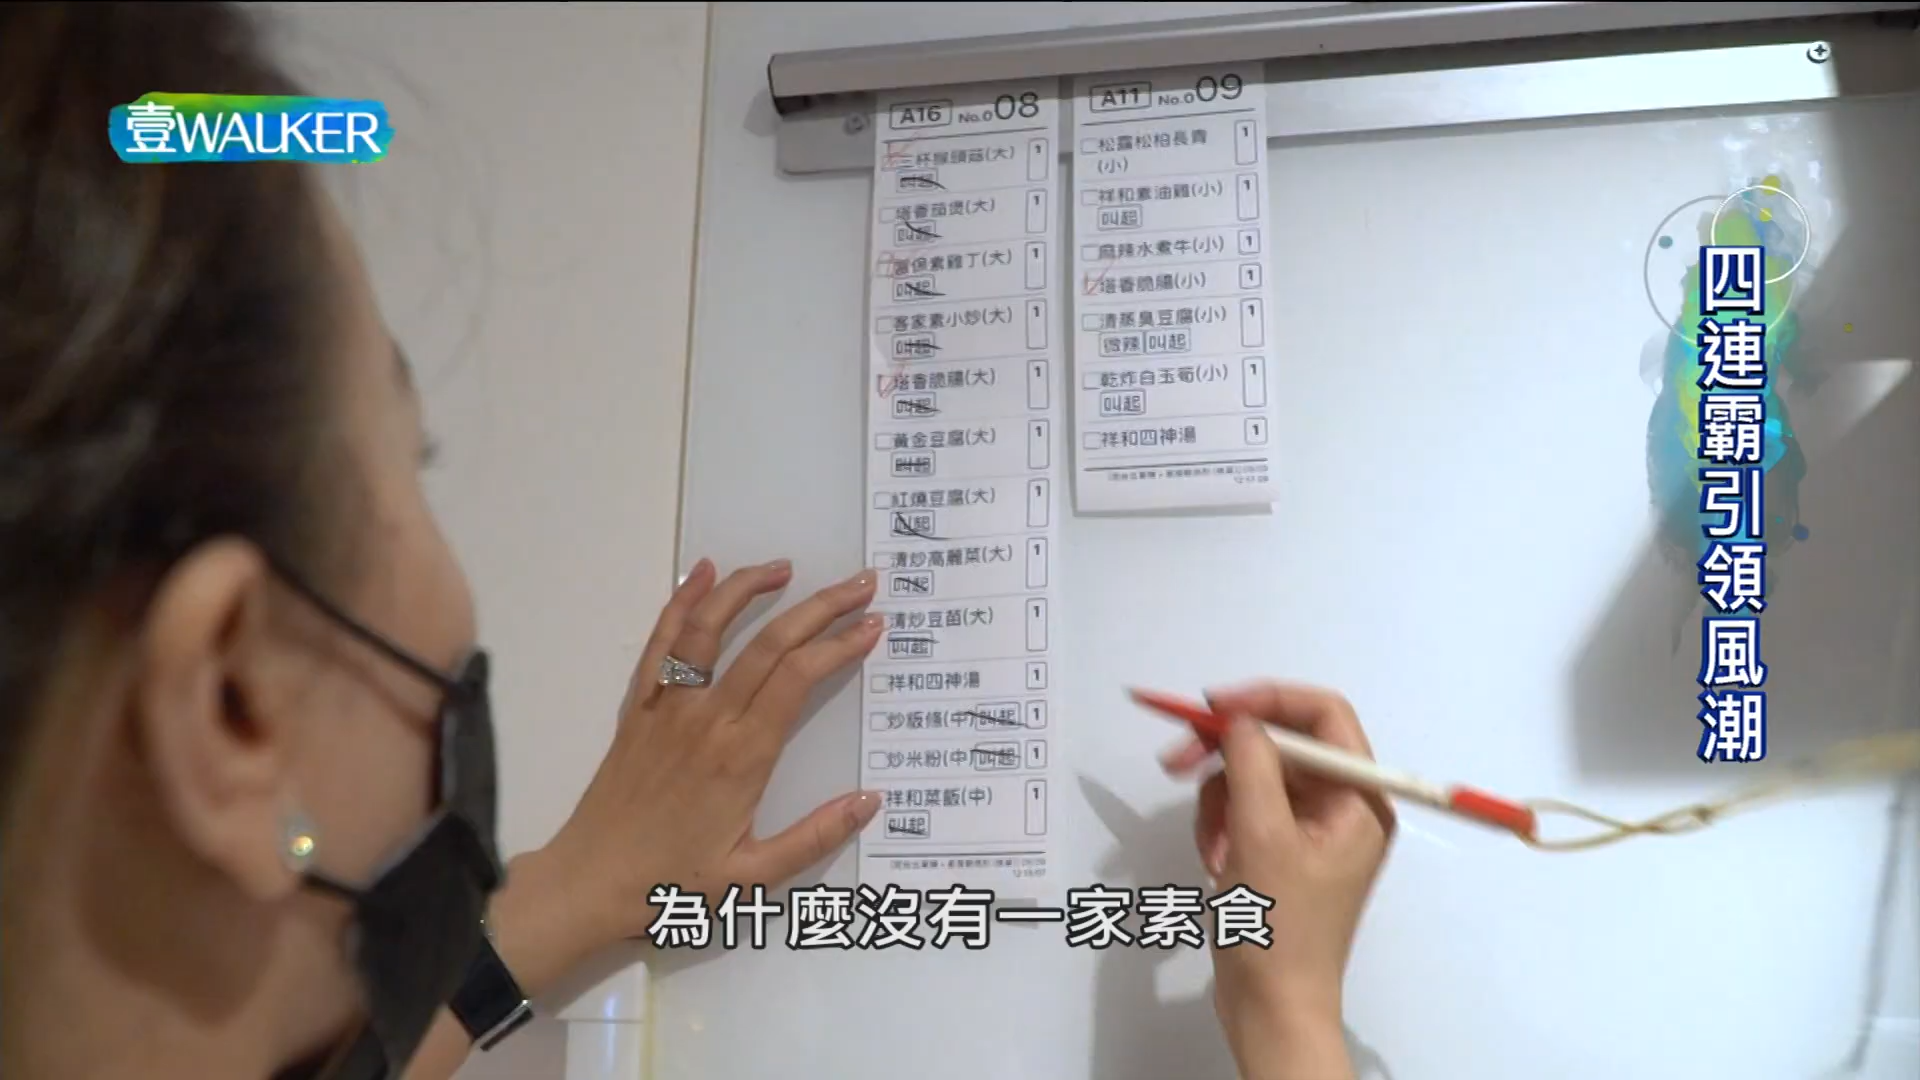 壹WALKER
A16 No.008
三杯猴頭菇(大) 1
叫起
塔香茄煲(大) 1
叫起
宮保素雞丁(大) 1
叫起
客家素小炒(大) 1
叫起
塔香脆腸(大) 1
叫起
黃金豆腐(大) 1
叫起
紅燒豆腐(大) 1
叫起
清炒高麗菜(大) 1
叫起
清炒豆苗(大) 1
叫起
祥和四神湯 1
炒粄條(中) 叫起 1
炒米粉(中) 叫起 1
祥和菜飯(中) 1
叫起
A11 No.009
松露松柏長青 1
(小)
祥和素油雞(小) 1
叫起
麻辣水煮牛(小) 1
塔香脆腸(小) 1
清蒸臭豆腐(小) 1
微辣 叫起
乾炸白玉菊(小) 1
叫起
祥和四神湯 1
四連霸引領風潮
為什麼沒有一家素食